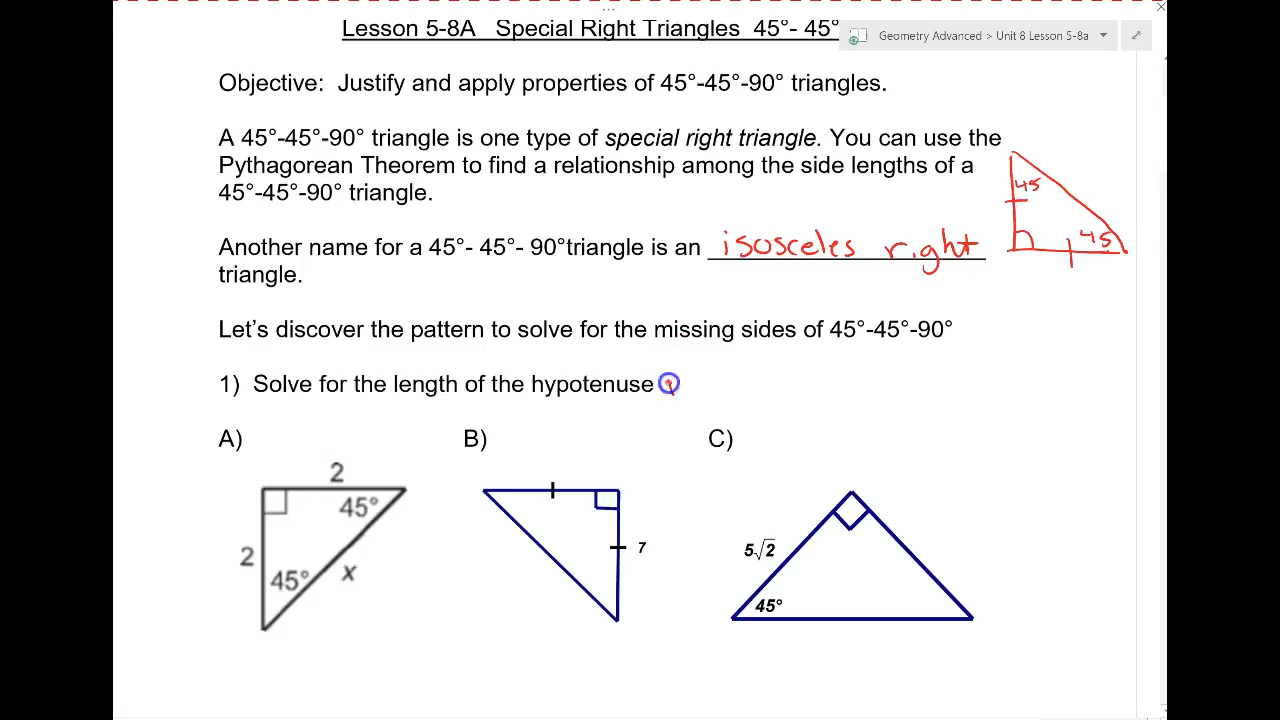 Lesson 5-8A Special Right Triangles 45°- 45°
Geometry Advanced > Unit 8 Lesson 5-8a
Objective: Justify and apply properties of 45°-45°-90° triangles.
A 45°-45°-90° triangle is one type of special right triangle. You can use the
Pythagorean Theorem to find a relationship among the side lengths of a
45°-45°-90° triangle.
45
45
Another name for a 45°- 45°- 90°triangle is an isosceles right
triangle.
Let's discover the pattern to solve for the missing sides of 45°-45°-90°
1) Solve for the length of the hypotenuse
A) B) C)
2
45°
2
45°
x
7
5√2
45°